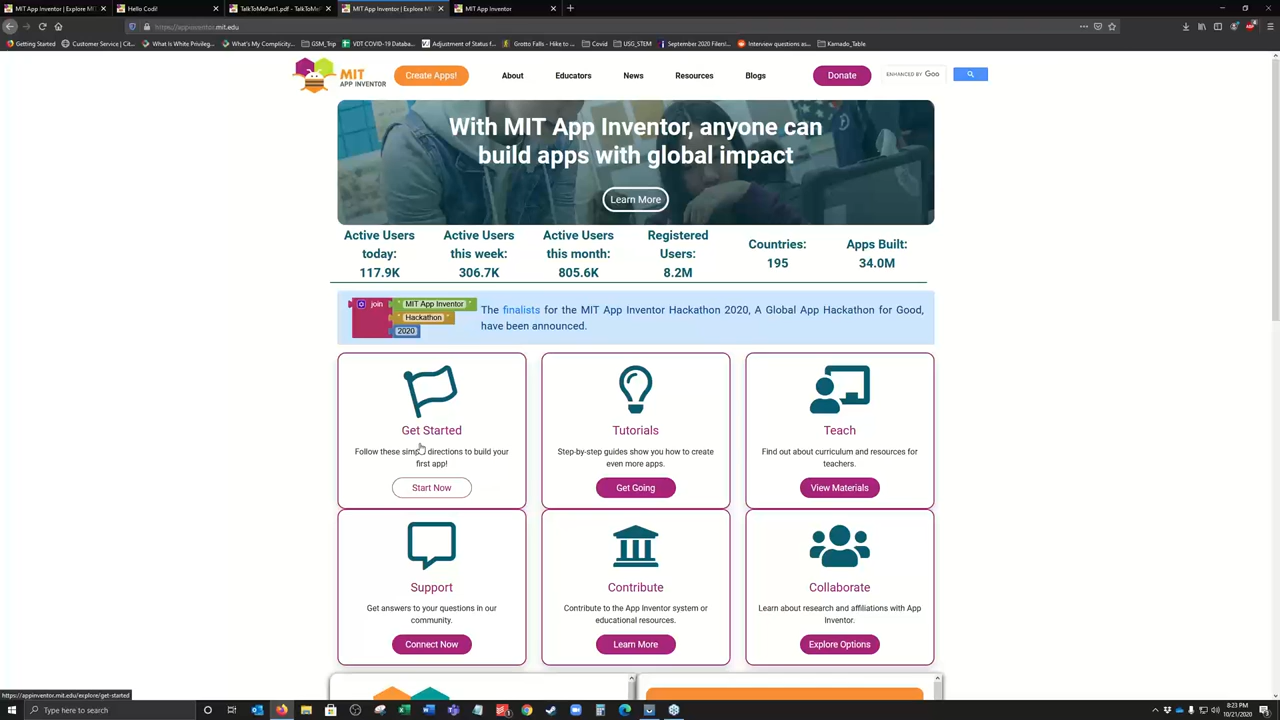 MIT App Inventor | Explore M
Hello Codi!
TalkToMePart1.pdf - TalkToMe
MIT App Inventor | Explore M
MIT App Inventor
https://appinventor.mit.edu
Getting Started
Customer Service | Cit...
What Is White Privileg...
What's My Complicity...
GSM_Trip
VDT COVID-19 Databa...
Adjustment of Status f...
Grotto Falls - Hike to ...
Covid
USG_STEM
September 2020 Filers!...
Interview questions as...
Kamado_Table
MIT
APP INVENTOR
Create Apps!
About
Educators
News
Resources
Blogs
Donate
ENHANCED BY Goo
With MIT App Inventor, anyone can
build apps with global impact
Learn More
Active Users
today:
117.9K
Active Users
this week:
306.7K
Active Users
this month:
805.6K
Registered
Users:
8.2M
Countries:
195
Apps Built:
34.0M
join
" MIT App Inventor "
" Hackathon "
2020
The finalists for the MIT App Inventor Hackathon 2020, A Global App Hackathon for Good,
have been announced.
Get Started
Follow these simple directions to build your
first app!
Start Now
Tutorials
Step-by-step guides show you how to create
even more apps.
Get Going
Teach
Find out about curriculum and resources for
teachers.
View Materials
Support
Get answers to your questions in our
community.
Connect Now
Contribute
Contribute to the App Inventor system or
educational resources.
Learn More
Collaborate
Learn about research and affiliations with App
Inventor.
Explore Options
https://appinventor.mit.edu/explore/get-started
Type here to search
8:23 PM
10/21/2020